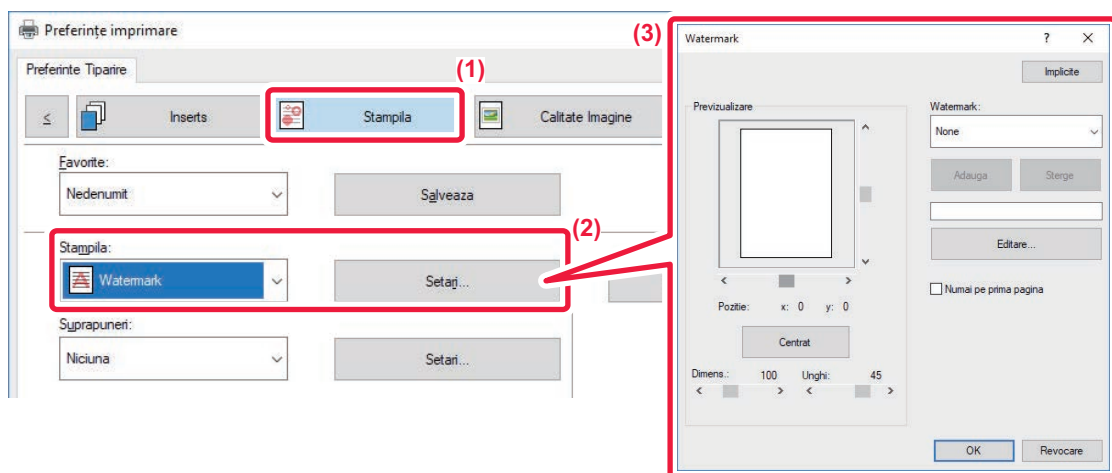 Preferințe imprimare
Preferinte Tiparire
(1)
<
Inserts
Stampila
Calitate Imagine
Favorite:
Nedenumit
Salveaza
(2)
Stampila:
Watermark
Setari...
Suprapuneri:
Niciuna
Setari...
(3)
Watermark
?
Implicite
Previzualizare
Watermark:
None
Adauga
Sterge
Editare...
Numai pe prima pagina
Pozitie: x: 0 y: 0
Centrat
Dimens.: 100 Unghi: 45
OK
Revocare